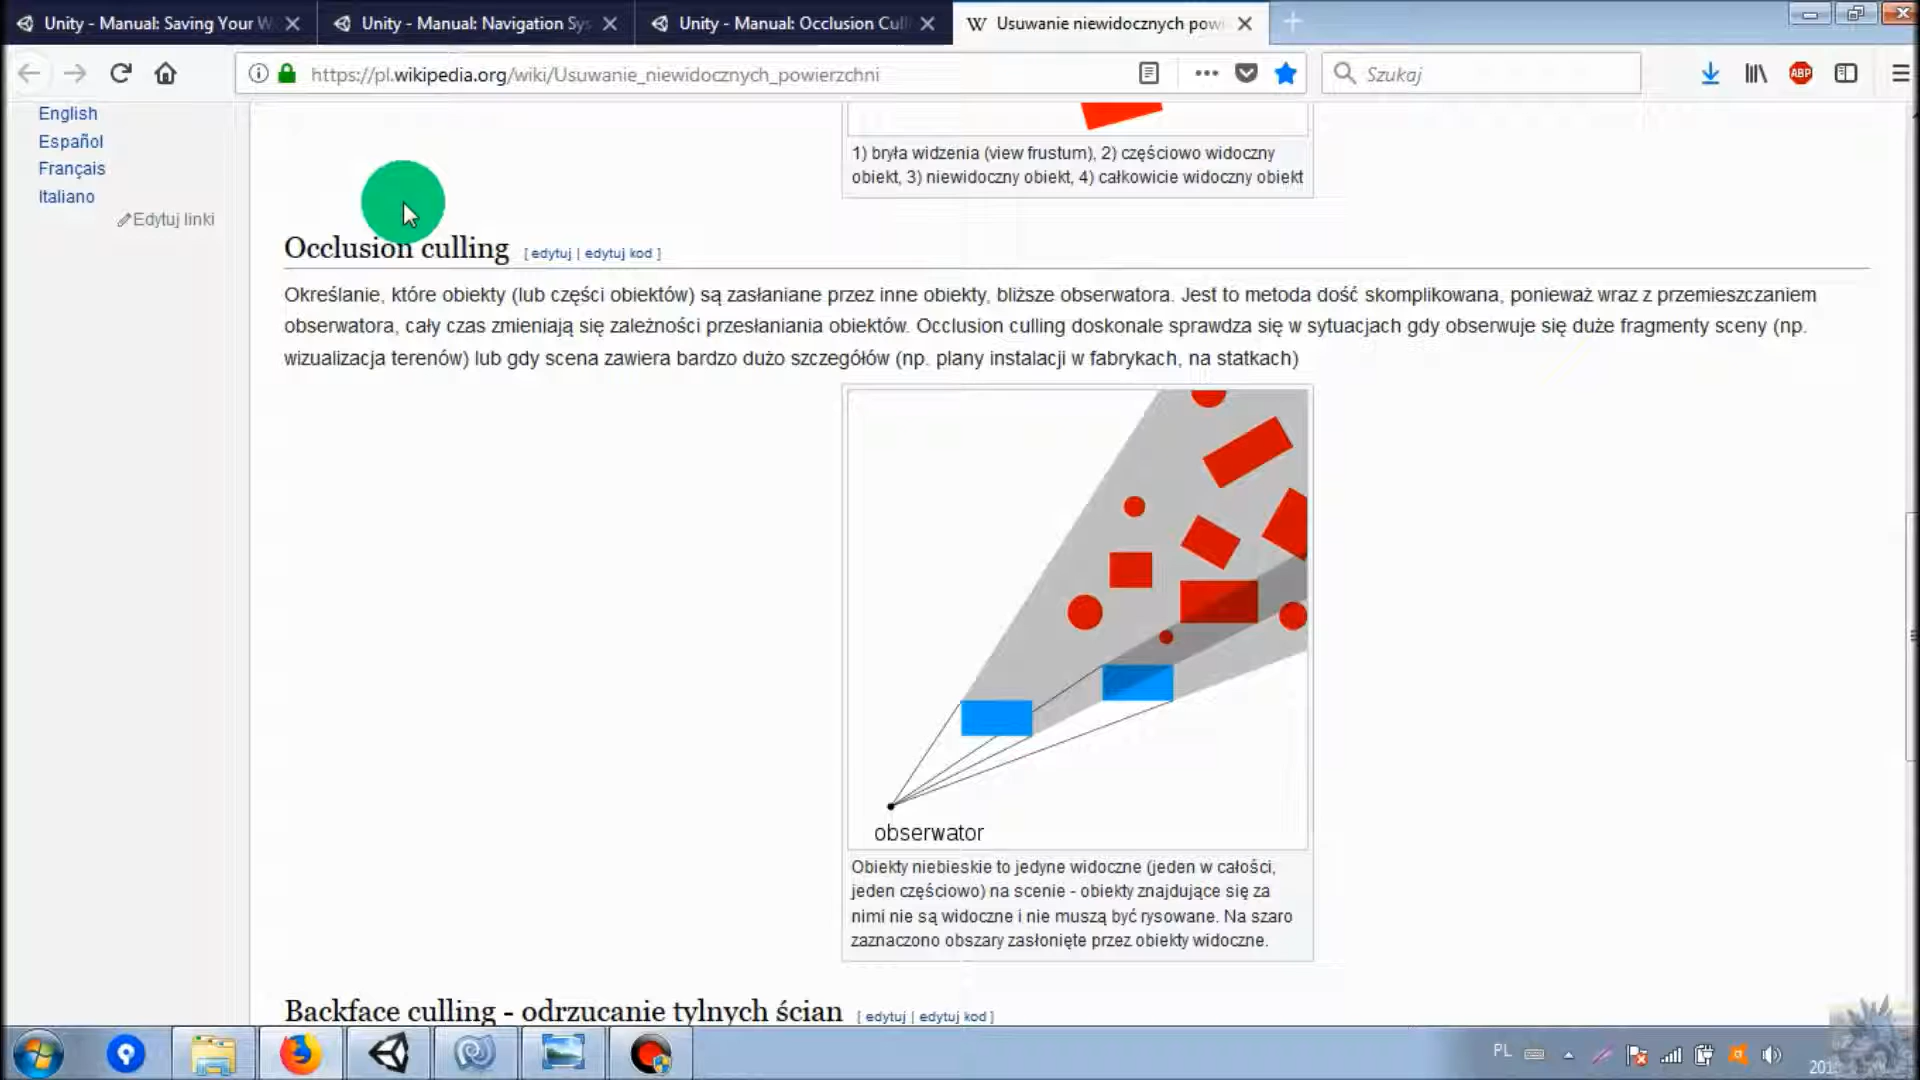 Unity - Manual: Saving Your W
Unity - Manual: Navigation Sys
Unity - Manual: Occlusion Cull
Usuwanie niewidocznych pow
https://pl.wikipedia.org/wiki/Usuwanie_niewidocznych_powierzchni
Szukaj
ABP
English
Español
Français
Italiano
Edytuj linki
1) bryła widzenia (view frustum), 2) częściowo widoczny
obiekt, 3) niewidoczny obiekt, 4) całkowicie widoczny obiekt
Occlusion culling [ edytuj | edytuj kod ]
Określanie, które obiekty (lub części obiektów) są zasłaniane przez inne obiekty, bliższe obserwatora. Jest to metoda dość skomplikowana, ponieważ wraz z przemieszczaniem
obserwatora, cały czas zmieniają się zależności przesłaniania obiektów. Occlusion culling doskonale sprawdza się w sytuacjach gdy obserwuje się duże fragmenty sceny (np.
wizualizacja terenów) lub gdy scena zawiera bardzo dużo szczegółów (np. plany instalacji w fabrykach, na statkach)
obserwator
Obiekty niebieskie to jedyne widoczne (jeden w całości,
jeden częściowo) na scenie - obiekty znajdujące się za
nimi nie są widoczne i nie muszą być rysowane. Na szaro
zaznaczono obszary zasłonięte przez obiekty widoczne.
Backface culling - odrzucanie tylnych ścian [ edytuj | edytuj kod ]
PL